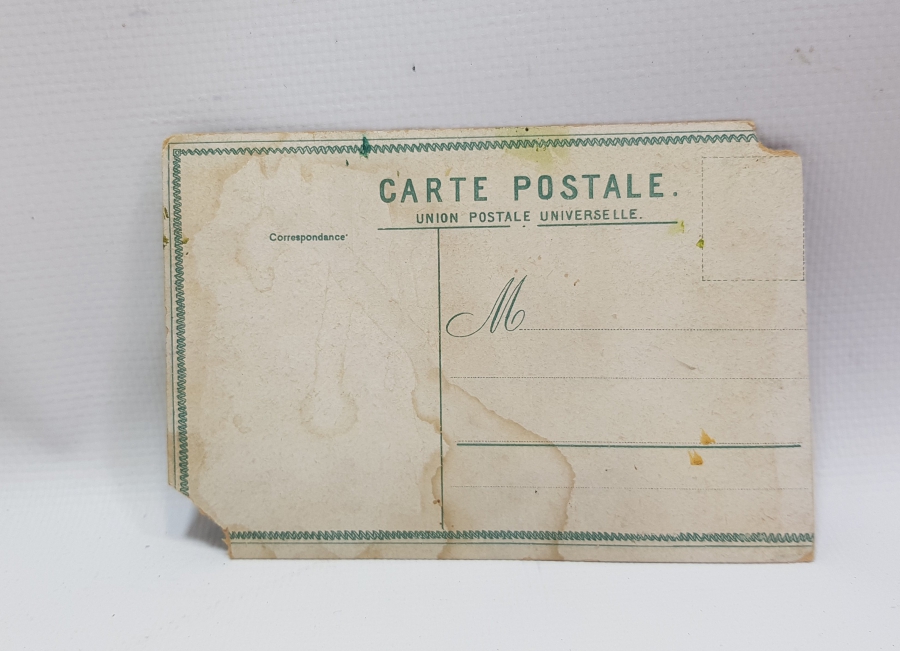 CARTE POSTALE.
UNION POSTALE UNIVERSELLE.
Correspondance
M